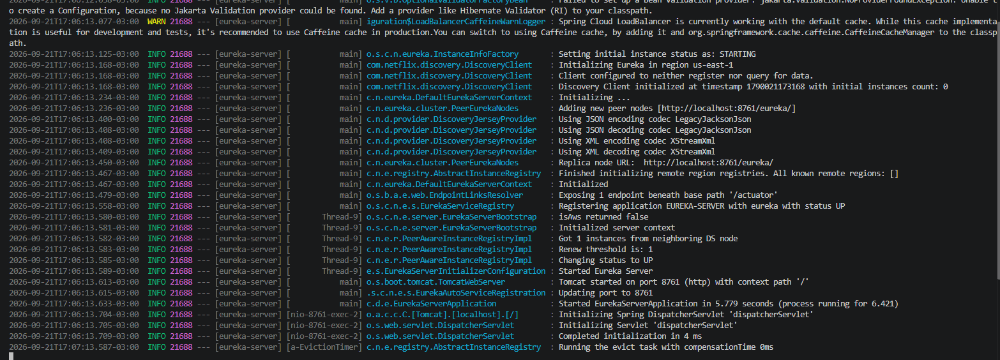 o create a Configuration, because no Jakarta Validation provider could be found. Add a provider like Hibernate Validator (RI) to your classpath.
2026-09-21T17:06:13.077-03:00  WARN 21688 --- [eureka-server] [           main] iguration$LoadBalancerCaffeineWarnLogger : Spring Cloud LoadBalancer is currently working with the default cache. While this cache implementa
tion is useful for development and tests, it's recommended to use Caffeine cache in production.You can switch to using Caffeine cache, by adding it and org.springframework.cache.caffeine.CaffeineCacheManager to the classp
ath.
2026-09-21T17:06:13.125-03:00  INFO 21688 --- [eureka-server] [           main] o.s.c.n.eureka.InstanceInfoFactory       : Setting initial instance status as: STARTING
2026-09-21T17:06:13.168-03:00  INFO 21688 --- [eureka-server] [           main] com.netflix.discovery.DiscoveryClient    : Initializing Eureka in region us-east-1
2026-09-21T17:06:13.168-03:00  INFO 21688 --- [eureka-server] [           main] com.netflix.discovery.DiscoveryClient    : Client configured to neither register nor query for data.
2026-09-21T17:06:13.168-03:00  INFO 21688 --- [eureka-server] [           main] com.netflix.discovery.DiscoveryClient    : Discovery Client initialized at timestamp 1790021173168 with initial instances count: 0
2026-09-21T17:06:13.234-03:00  INFO 21688 --- [eureka-server] [           main] c.n.eureka.DefaultEurekaServerContext    : Initializing ...
2026-09-21T17:06:13.236-03:00  INFO 21688 --- [eureka-server] [           main] c.n.eureka.cluster.PeerEurekaNodes       : Adding new peer nodes [http://localhost:8761/eureka/]
2026-09-21T17:06:13.400-03:00  INFO 21688 --- [eureka-server] [           main] c.n.d.provider.DiscoveryJerseyProvider   : Using JSON encoding codec LegacyJacksonJson
2026-09-21T17:06:13.408-03:00  INFO 21688 --- [eureka-server] [           main] c.n.d.provider.DiscoveryJerseyProvider   : Using JSON decoding codec LegacyJacksonJson
2026-09-21T17:06:13.408-03:00  INFO 21688 --- [eureka-server] [           main] c.n.d.provider.DiscoveryJerseyProvider   : Using XML encoding codec XStreamXml
2026-09-21T17:06:13.409-03:00  INFO 21688 --- [eureka-server] [           main] c.n.d.provider.DiscoveryJerseyProvider   : Using XML decoding codec XStreamXml
2026-09-21T17:06:13.450-03:00  INFO 21688 --- [eureka-server] [           main] c.n.eureka.cluster.PeerEurekaNodes       : Replica node URL:  http://localhost:8761/eureka/
2026-09-21T17:06:13.467-03:00  INFO 21688 --- [eureka-server] [           main] c.n.e.registry.AbstractInstanceRegistry  : Finished initializing remote region registries. All known remote regions: []
2026-09-21T17:06:13.467-03:00  INFO 21688 --- [eureka-server] [           main] c.n.eureka.DefaultEurekaServerContext    : Initialized
2026-09-21T17:06:13.479-03:00  INFO 21688 --- [eureka-server] [           main] o.s.b.a.e.web.EndpointLinksResolver      : Exposing 1 endpoint beneath base path '/actuator'
2026-09-21T17:06:13.558-03:00  INFO 21688 --- [eureka-server] [           main] o.s.c.n.e.s.EurekaServiceRegistry        : Registering application EUREKA-SERVER with eureka with status UP
2026-09-21T17:06:13.580-03:00  INFO 21688 --- [eureka-server] [       Thread-9] o.s.c.n.e.server.EurekaServerBootstrap   : isAws returned false
2026-09-21T17:06:13.581-03:00  INFO 21688 --- [eureka-server] [       Thread-9] o.s.c.n.e.server.EurekaServerBootstrap   : Initialized server context
2026-09-21T17:06:13.582-03:00  INFO 21688 --- [eureka-server] [       Thread-9] c.n.e.r.PeerAwareInstanceRegistryImpl    : Got 1 instances from neighboring DS node
2026-09-21T17:06:13.583-03:00  INFO 21688 --- [eureka-server] [       Thread-9] c.n.e.r.PeerAwareInstanceRegistryImpl    : Renew threshold is: 1
2026-09-21T17:06:13.585-03:00  INFO 21688 --- [eureka-server] [       Thread-9] c.n.e.r.PeerAwareInstanceRegistryImpl    : Changing status to UP
2026-09-21T17:06:13.589-03:00  INFO 21688 --- [eureka-server] [       Thread-9] e.s.EurekaServerInitializerConfiguration : Started Eureka Server
2026-09-21T17:06:13.613-03:00  INFO 21688 --- [eureka-server] [           main] o.s.boot.tomcat.TomcatWebServer          : Tomcat started on port 8761 (http) with context path '/'
2026-09-21T17:06:13.615-03:00  INFO 21688 --- [eureka-server] [           main] .s.c.n.e.s.EurekaAutoServiceRegistration : Updating port to 8761
2026-09-21T17:06:13.633-03:00  INFO 21688 --- [eureka-server] [           main] c.d.e.EurekaServerApplication            : Started EurekaServerApplication in 5.779 seconds (process running for 6.421)
2026-09-21T17:06:13.704-03:00  INFO 21688 --- [eureka-server] [nio-8761-exec-2] o.a.c.c.C.[Tomcat].[localhost].[/]       : Initializing Spring DispatcherServlet 'dispatcherServlet'
2026-09-21T17:06:13.705-03:00  INFO 21688 --- [eureka-server] [nio-8761-exec-2] o.s.web.servlet.DispatcherServlet        : Initializing Servlet 'dispatcherServlet'
2026-09-21T17:06:13.709-03:00  INFO 21688 --- [eureka-server] [nio-8761-exec-2] o.s.web.servlet.DispatcherServlet        : Completed initialization in 4 ms
2026-09-21T17:07:13.587-03:00  INFO 21688 --- [eureka-server] [a-EvictionTimer] c.n.e.registry.AbstractInstanceRegistry  : Running the evict task with compensationTime 0ms